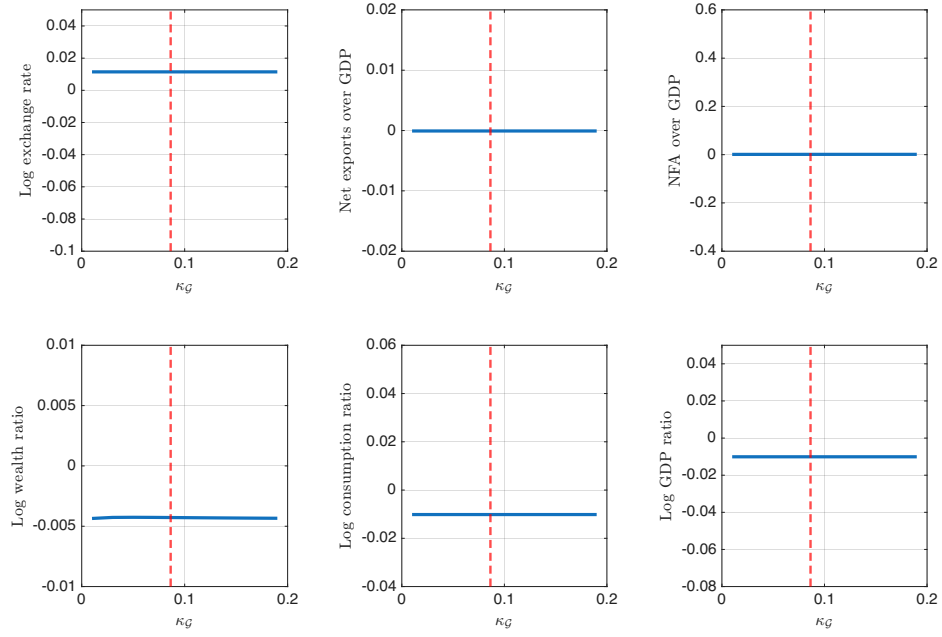 Log exchange rate
0.04
0.02
0
-0.02
-0.04
-0.06
-0.08
-0.1
0 0.1 0.2
κ𝒢
Net exports over GDP
0.02
0.01
0
-0.01
-0.02
0 0.1 0.2
κ𝒢
NFA over GDP
0.6
0.4
0.2
0
-0.2
-0.4
0 0.1 0.2
κ𝒢
Log wealth ratio
0.01
0.005
0
-0.005
-0.01
0 0.1 0.2
κ𝒢
Log consumption ratio
0.06
0.04
0.02
0
-0.02
-0.04
0 0.1 0.2
κ𝒢
Log GDP ratio
0.04
0.02
0
-0.02
-0.04
-0.06
-0.08
0 0.1 0.2
κ𝒢